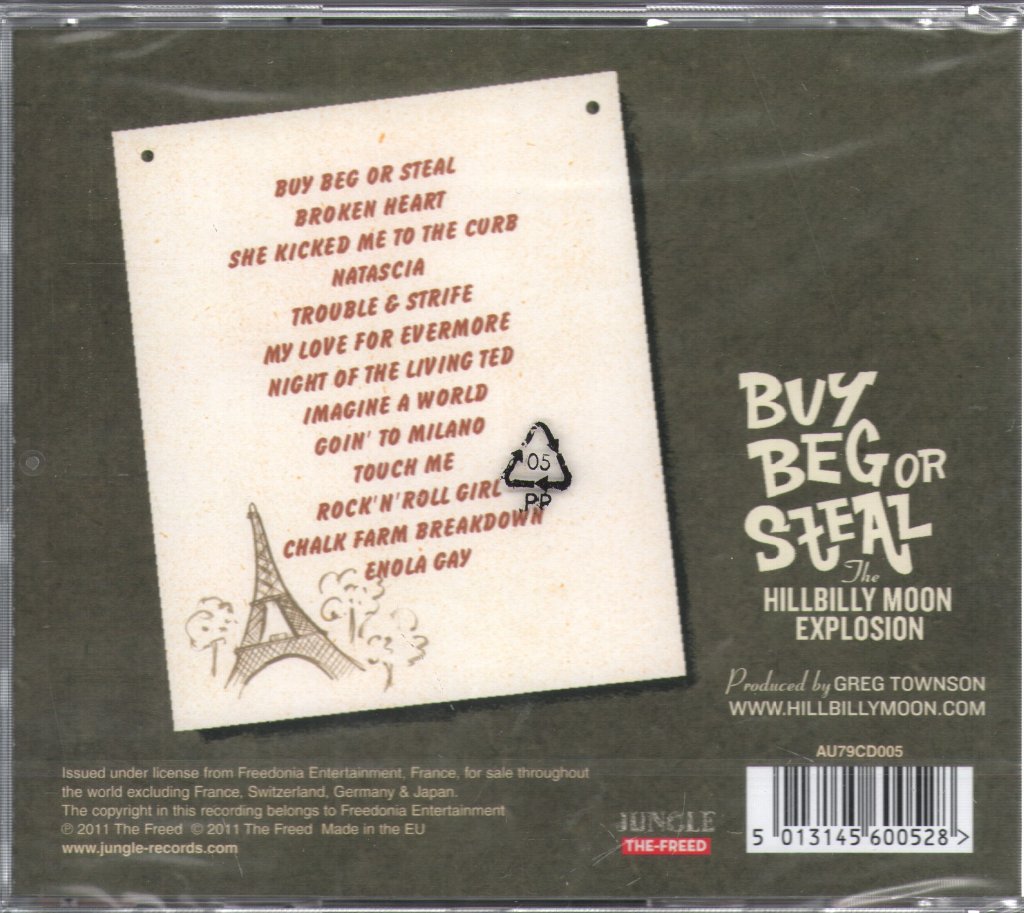 BUY BEG OR STEAL
BROKEN HEART
SHE KICKED ME TO THE CURB
NATASCIA
TROUBLE & STRIFE
MY LOVE FOR EVERMORE
NIGHT OF THE LIVING TED
IMAGINE A WORLD
GOIN' TO MILANO
TOUCH ME
ROCK'N'ROLL GIRL
CHALK FARM BREAKDOWN
ENOLA GAY
05
PP
BUY
BEG OR
STEAL
The
HILLBILLY MOON
EXPLOSION
Produced by GREG TOWNSON
WWW.HILLBILLYMOON.COM
AU79CD005
5 013145 600528 >
Issued under license from Freedonia Entertainment, France, for sale throughout
the world excluding France, Switzerland, Germany & Japan.
The copyright in this recording belongs to Freedonia Entertainment
℗ 2011 The Freed © 2011 The Freed Made in the EU
www.jungle-records.com
JUNGLE
THE-FREED